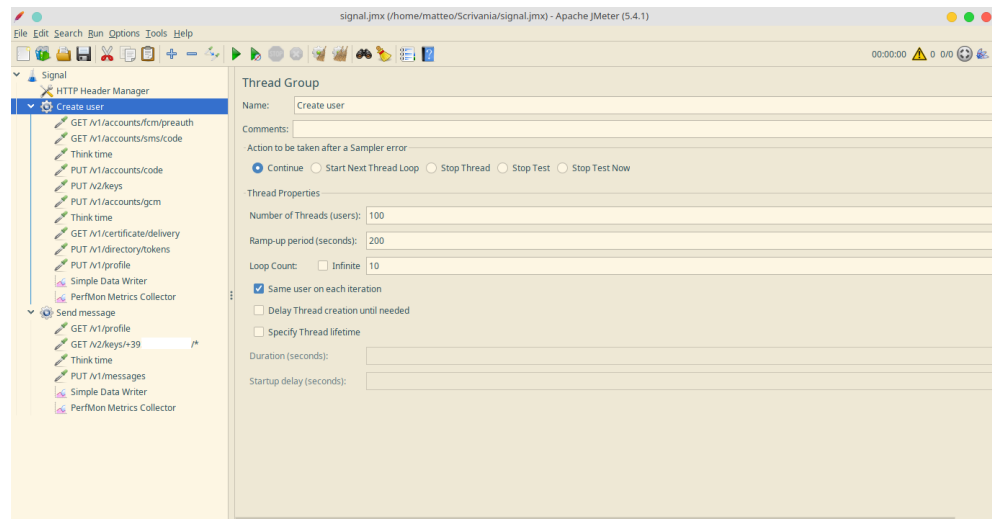 signal.jmx (/home/matteo/Scrivania/signal.jmx) - Apache JMeter (5.4.1)
File Edit Search Run Options Tools Help
00:00:00 0 0/0
Signal
HTTP Header Manager
Create user
GET /v1/accounts/fcm/preauth
GET /v1/accounts/sms/code
Think time
PUT /v1/accounts/code
PUT /v2/keys
PUT /v1/accounts/gcm
Think time
GET /v1/certificate/delivery
PUT /v1/directory/tokens
PUT /v1/profile
Simple Data Writer
PerfMon Metrics Collector
Send message
GET /v1/profile
GET /v2/keys/+39 /*
Think time
PUT /v1/messages
Simple Data Writer
PerfMon Metrics Collector
Thread Group
Name: Create user
Comments:
Action to be taken after a Sampler error
Continue Start Next Thread Loop Stop Thread Stop Test Stop Test Now
Thread Properties
Number of Threads (users): 100
Ramp-up period (seconds): 200
Loop Count: Infinite 10
Same user on each iteration
Delay Thread creation until needed
Specify Thread lifetime
Duration (seconds):
Startup delay (seconds):